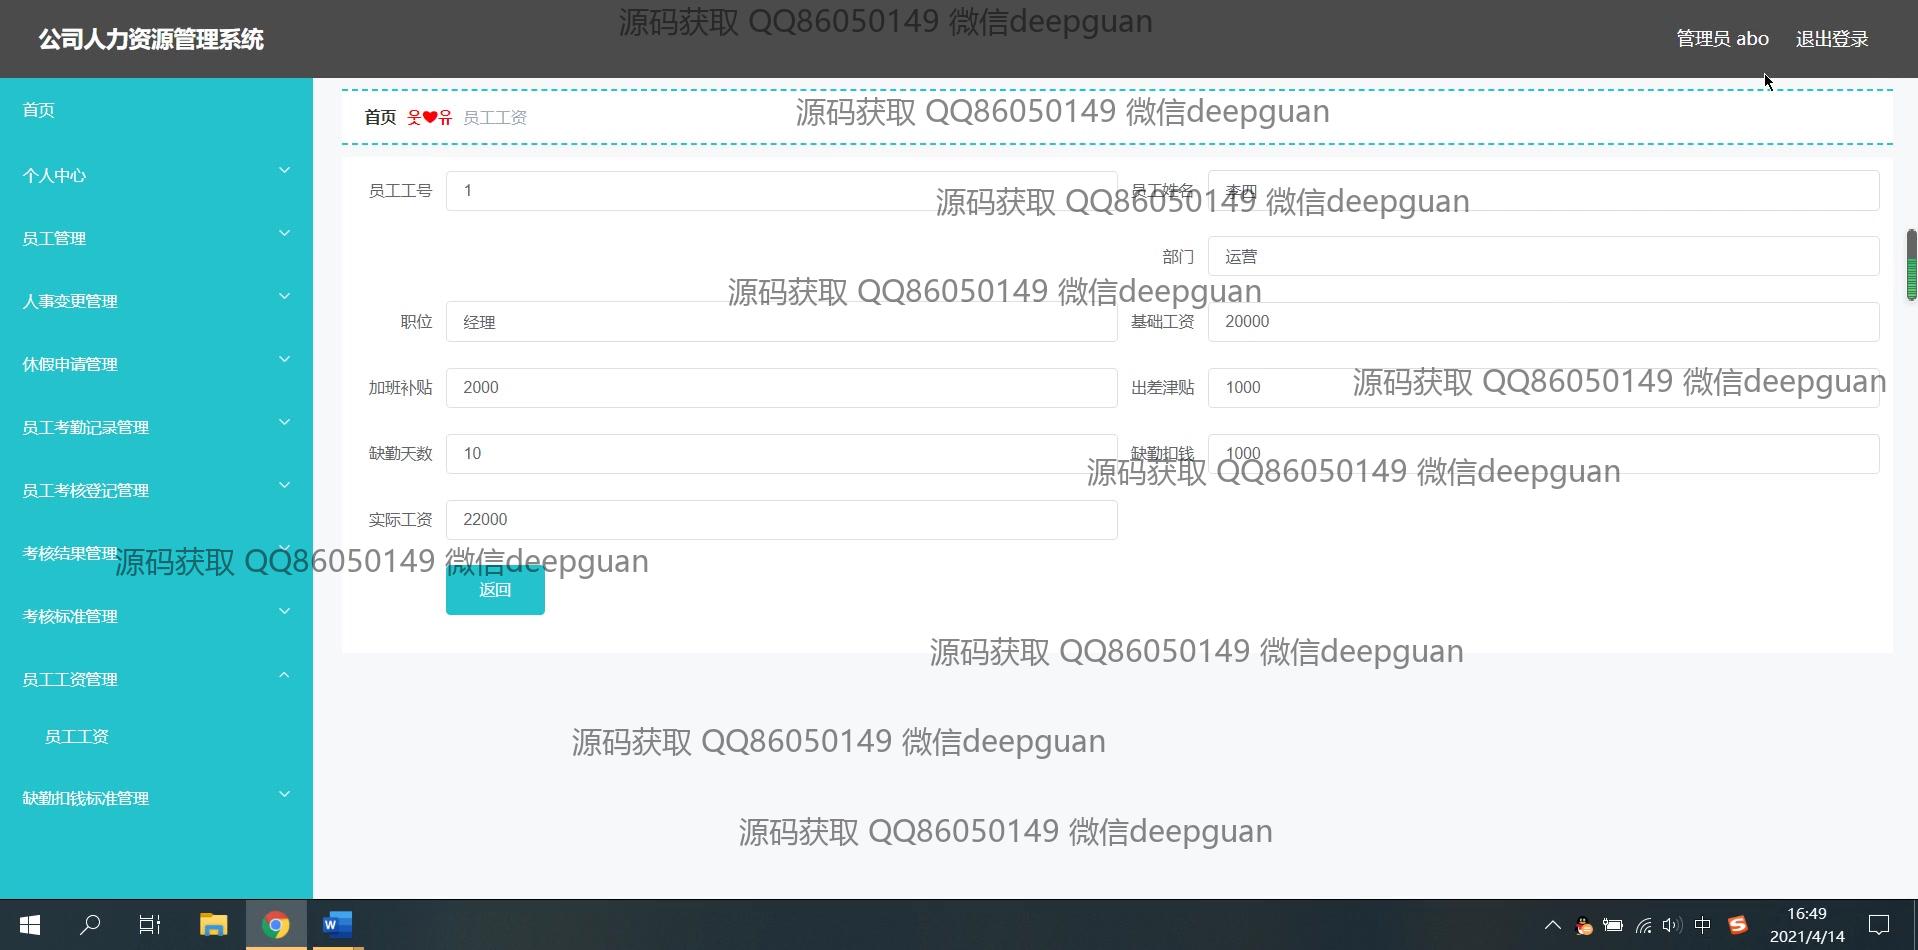 源码获取 QQ86050149 微信deepguan
公司人力资源管理系统
管理员 abo 退出登录
首页
首页 웃❤유 员工工资
源码获取 QQ86050149 微信deepguan
个人中心
员工工号 1 员工姓名 李四
源码获取 QQ86050149 微信deepguan
员工管理
部门 运营
源码获取 QQ86050149 微信deepguan
人事变更管理
职位 经理 基础工资 20000
休假申请管理
加班补贴 2000 出差津贴 1000
源码获取 QQ86050149 微信deepguan
员工考勤记录管理
缺勤天数 10 缺勤扣钱 1000
源码获取 QQ86050149 微信deepguan
员工考核登记管理
实际工资 22000
考核结果管理
源码获取 QQ86050149 微信deepguan
返回
考核标准管理
源码获取 QQ86050149 微信deepguan
员工工资管理
员工工资
源码获取 QQ86050149 微信deepguan
缺勤扣钱标准管理
源码获取 QQ86050149 微信deepguan
W 中 S 16:49
2021/4/14